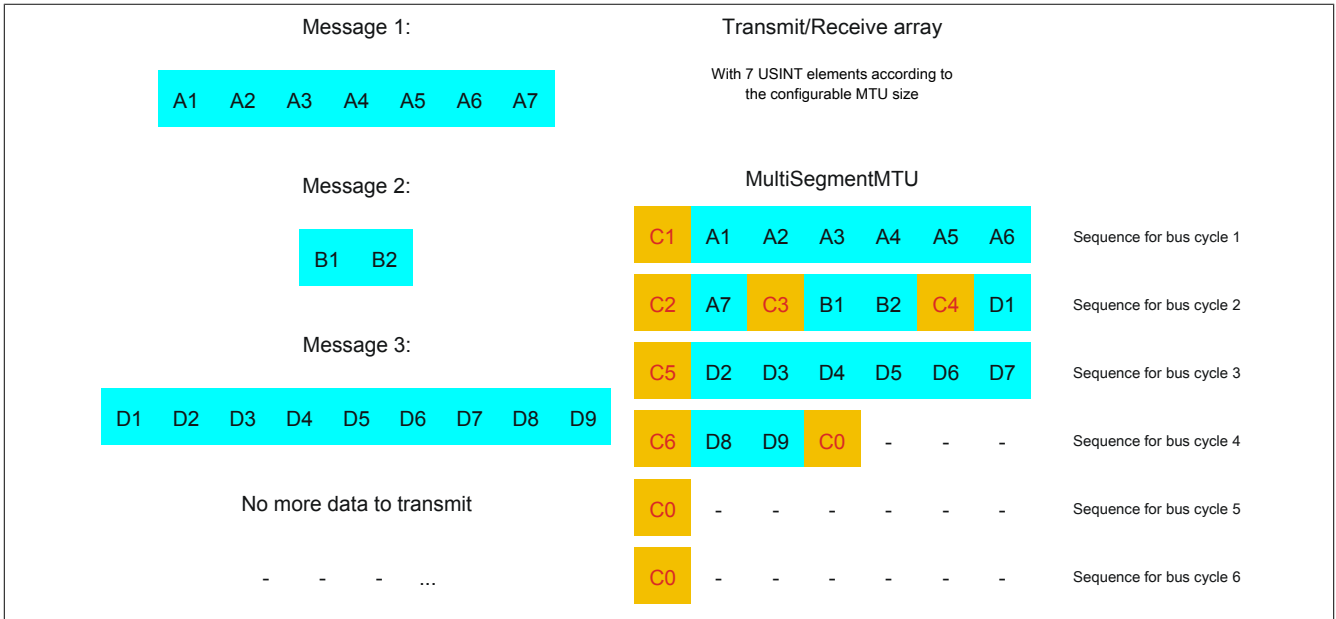 Message 1:
A1 A2 A3 A4 A5 A6 A7
Message 2:
B1 B2
Message 3:
D1 D2 D3 D4 D5 D6 D7 D8 D9
No more data to transmit
- - - ...
Transmit/Receive array
With 7 USINT elements according to
the configurable MTU size
MultiSegmentMTU
C1 A1 A2 A3 A4 A5 A6 Sequence for bus cycle 1
C2 A7 C3 B1 B2 C4 D1 Sequence for bus cycle 2
C5 D2 D3 D4 D5 D6 D7 Sequence for bus cycle 3
C6 D8 D9 C0 - - - Sequence for bus cycle 4
C0 - - - - - - Sequence for bus cycle 5
C0 - - - - - - Sequence for bus cycle 6